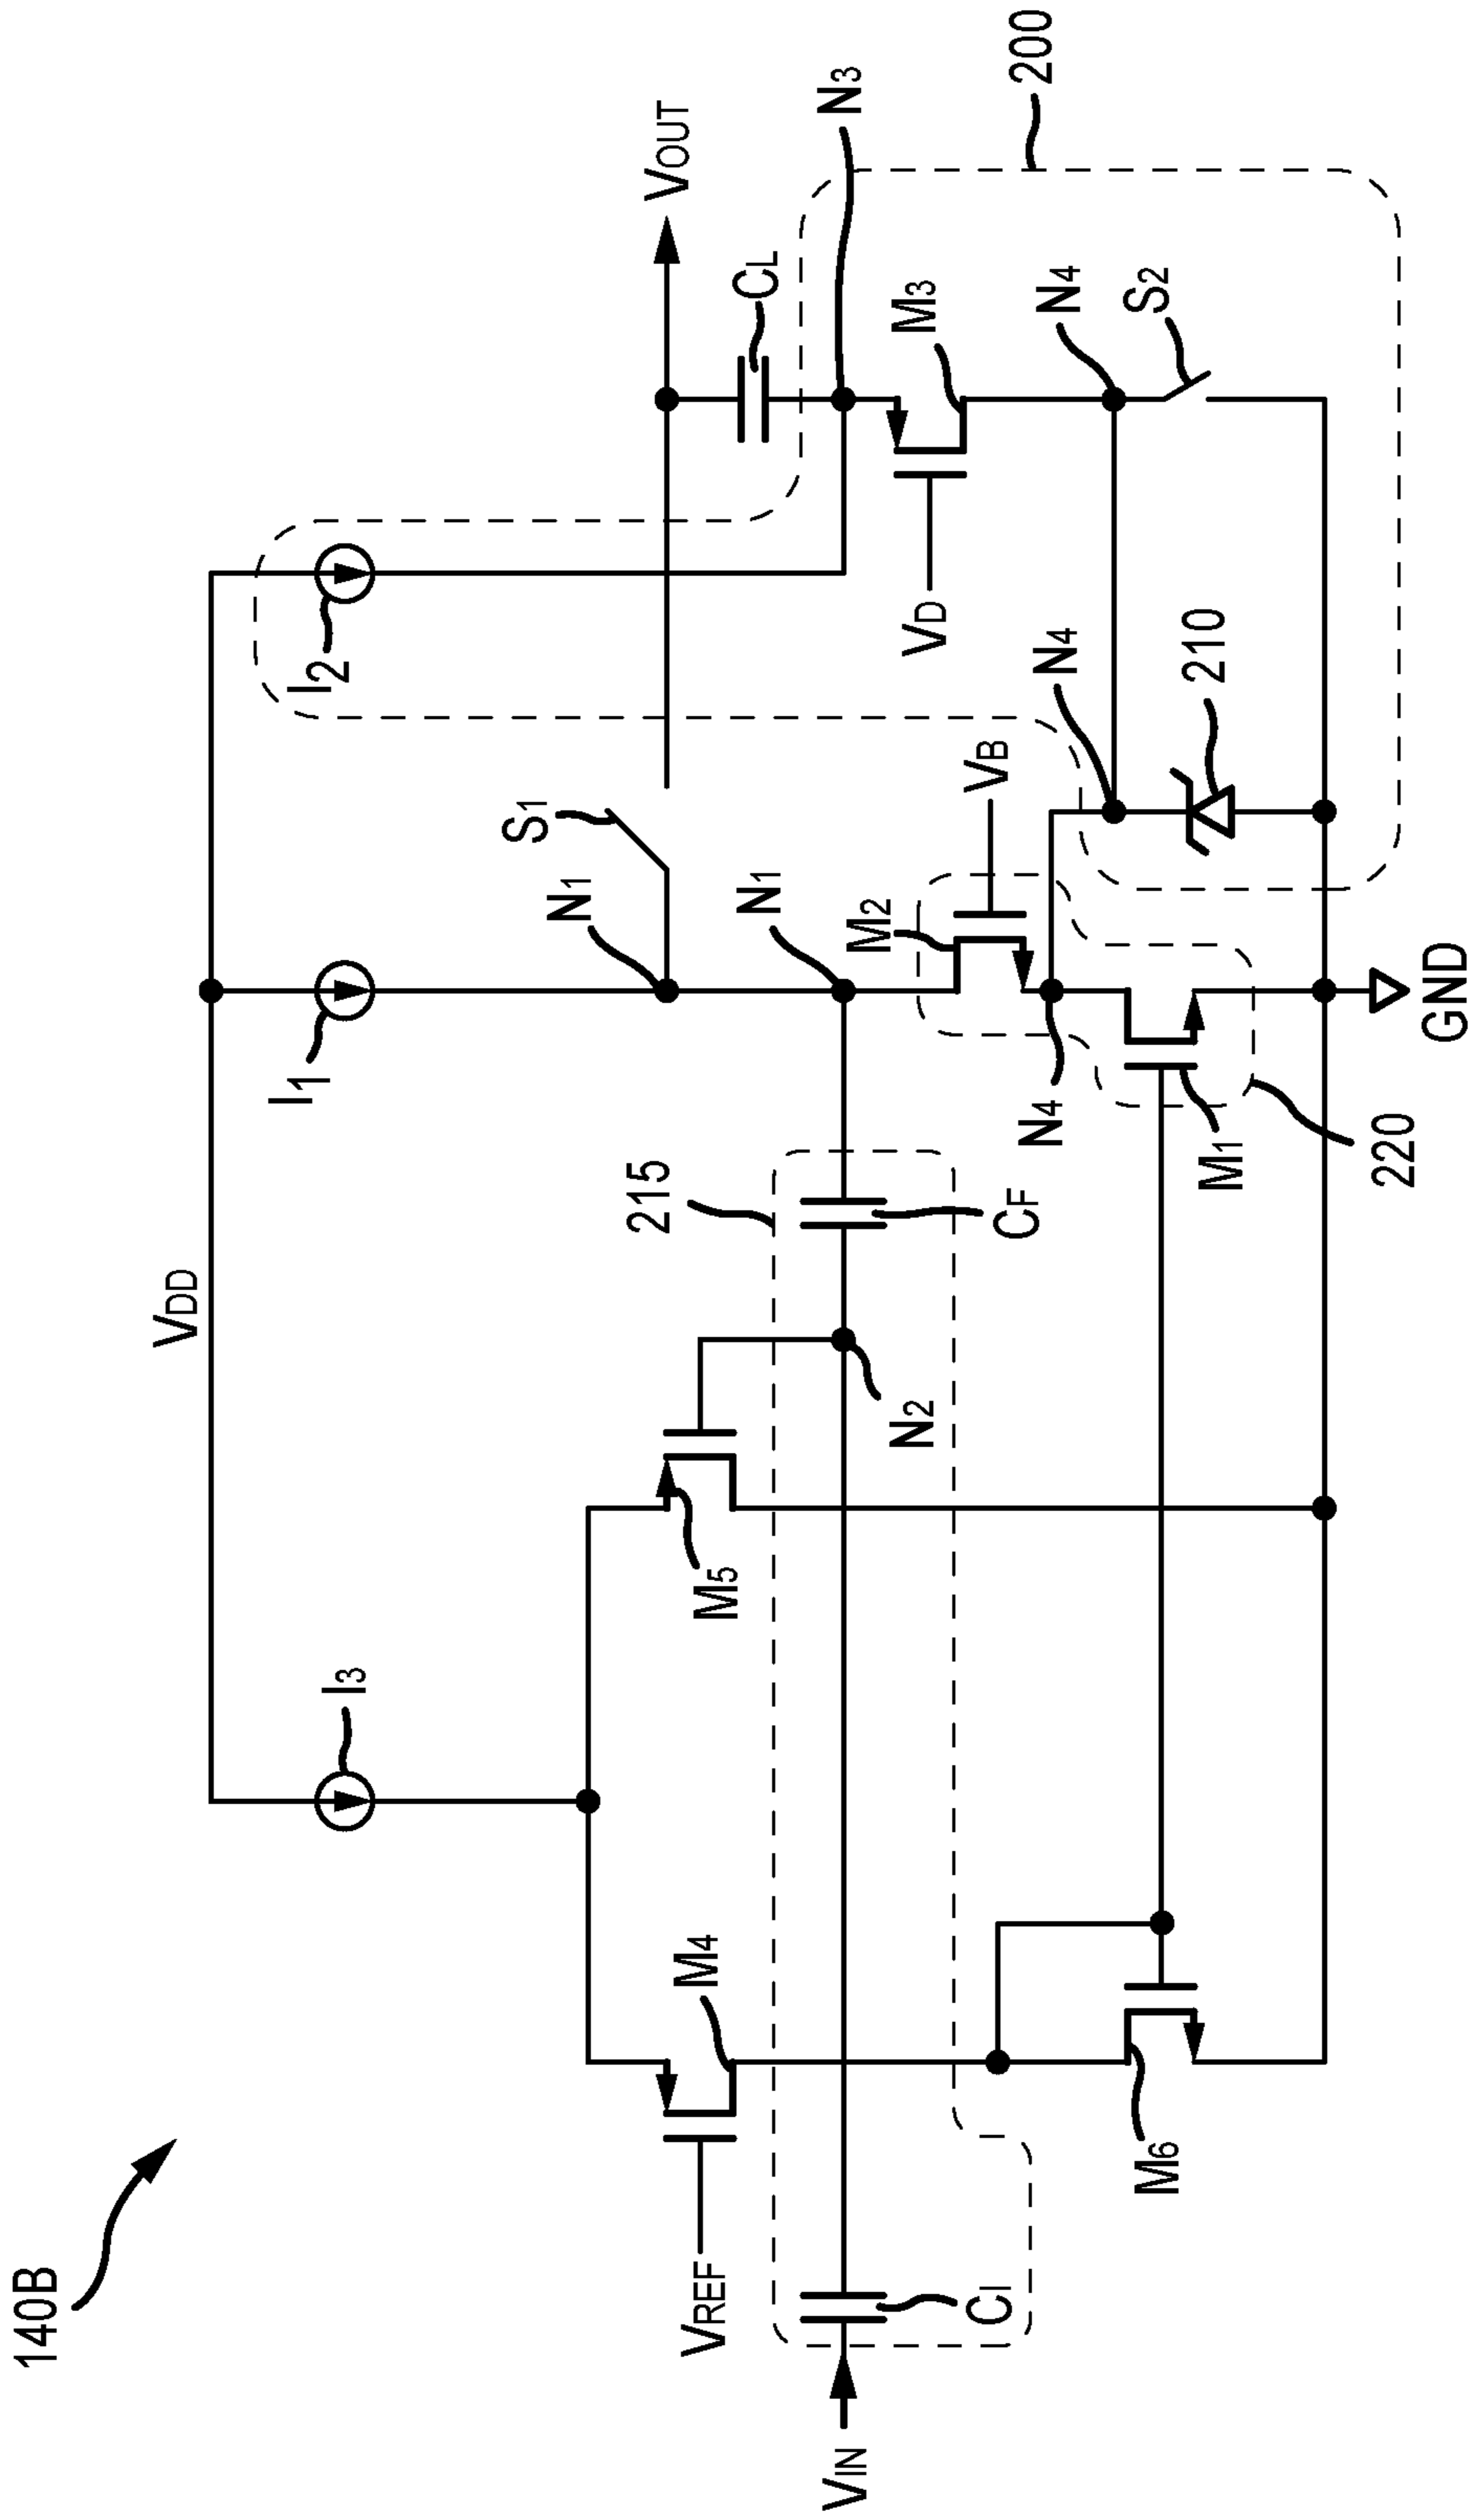 140B
VDD
I3
I1
I2
VOUT
S1
N1
N1
CL
N3
200
215
M5
M4
VREF
VIN
CI
N2
CF
M2
VB
VD
M3
N4
N4
N4
S2
210
M1
M6
220
GND